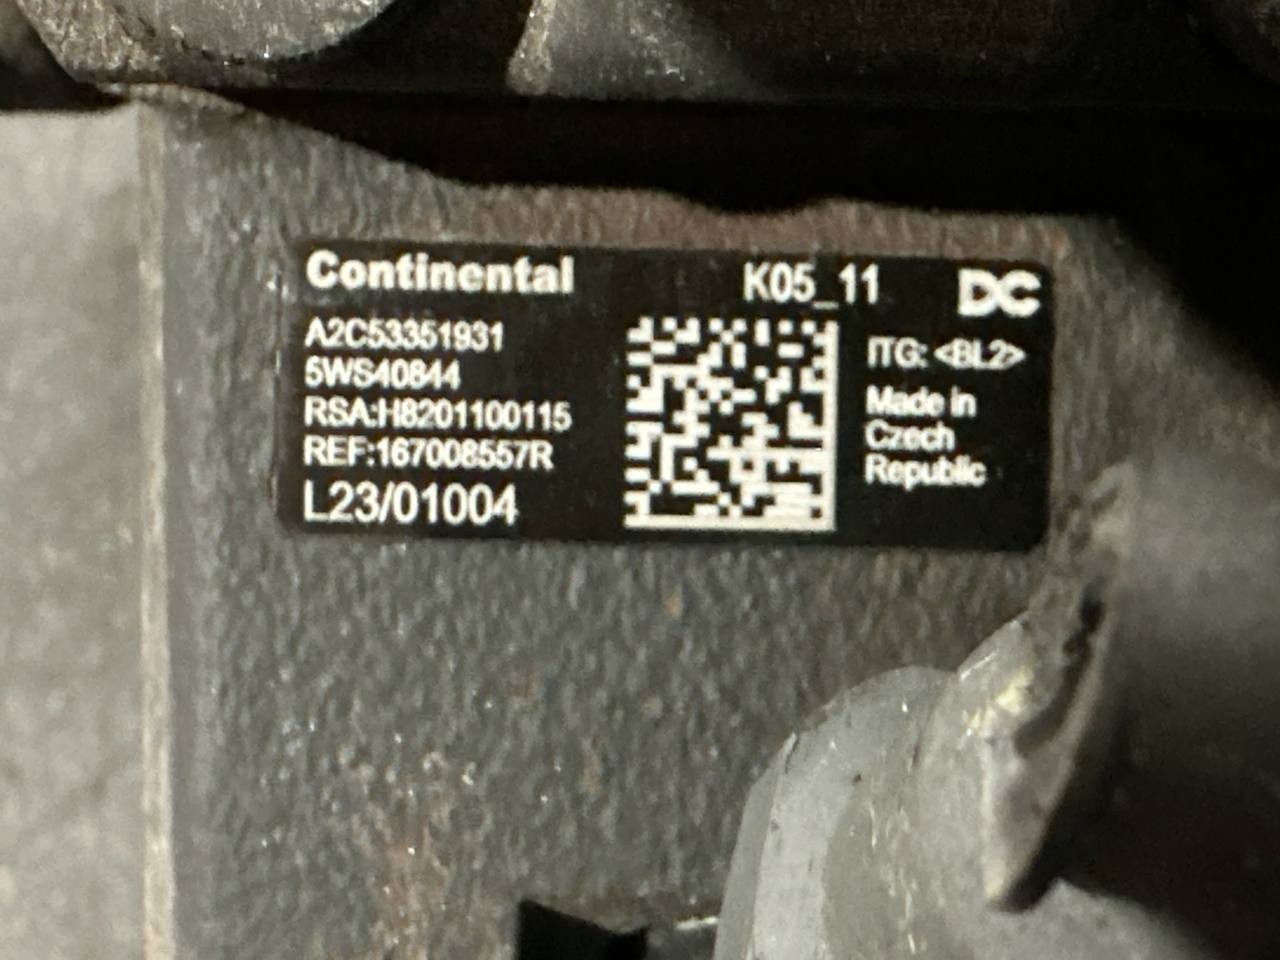 Continental
K05_11
DC
A2C53351931
5WS40844
RSA:H8201100115
REF:167008557R
L23/01004
ITG: <BL2>
Made in
Czech
Republic